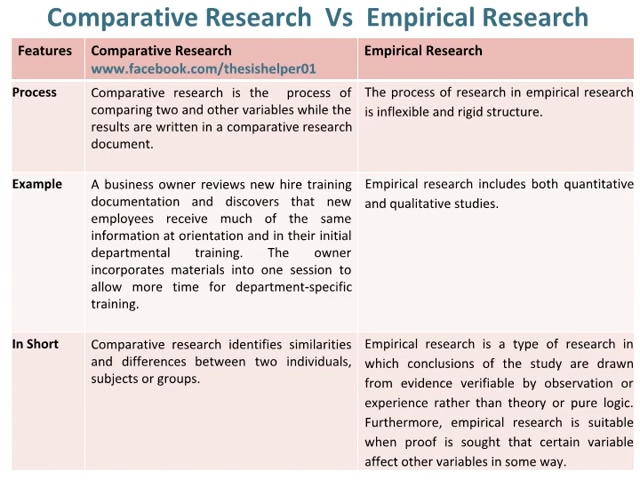 Comparative Research Vs Empirical Research
Features
Comparative Research
www.facebook.com/thesishelper01
Empirical Research
Process
Comparative research is the process of
comparing two and other variables while the
results are written in a comparative research
document.
The process of research in empirical research
is inflexible and rigid structure.
Example
A business owner reviews new hire training
documentation and discovers that new
employees receive much of the same
information at orientation and in their initial
departmental training. The owner
incorporates materials into one session to
allow more time for department-specific
training.
Empirical research includes both quantitative
and qualitative studies.
In Short
Comparative research identifies similarities
and differences between two individuals,
subjects or groups.
Empirical research is a type of research in
which conclusions of the study are drawn
from evidence verifiable by observation or
experience rather than theory or pure logic.
Furthermore, empirical research is suitable
when proof is sought that certain variable
affect other variables in some way.